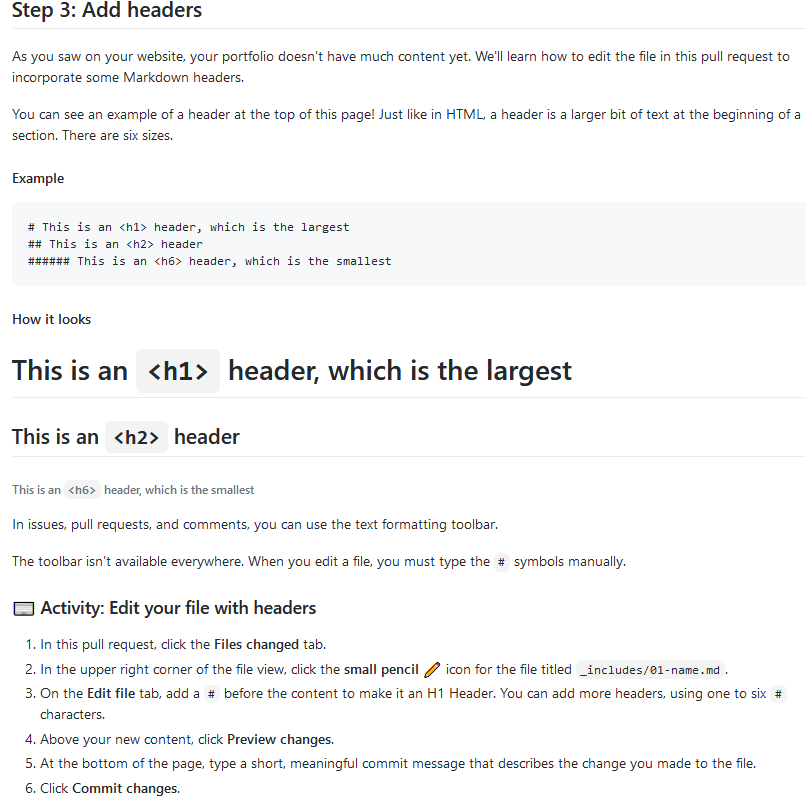 Step 3: Add headers
As you saw on your website, your portfolio doesn't have much content yet. We'll learn how to edit the file in this pull request to
incorporate some Markdown headers.
You can see an example of a header at the top of this page! Just like in HTML, a header is a larger bit of text at the beginning of a
section. There are six sizes.
Example
# This is an <h1> header, which is the largest
## This is an <h2> header
###### This is an <h6> header, which is the smallest
How it looks
This is an <h1> header, which is the largest
This is an <h2> header
This is an <h6> header, which is the smallest
In issues, pull requests, and comments, you can use the text formatting toolbar.
The toolbar isn't available everywhere. When you edit a file, you must type the # symbols manually.
Activity: Edit your file with headers
1. In this pull request, click the Files changed tab.
2. In the upper right corner of the file view, click the small pencil ✏️ icon for the file titled _includes/01-name.md .
3. On the Edit file tab, add a # before the content to make it an H1 Header. You can add more headers, using one to six #
characters.
4. Above your new content, click Preview changes.
5. At the bottom of the page, type a short, meaningful commit message that describes the change you made to the file.
6. Click Commit changes.